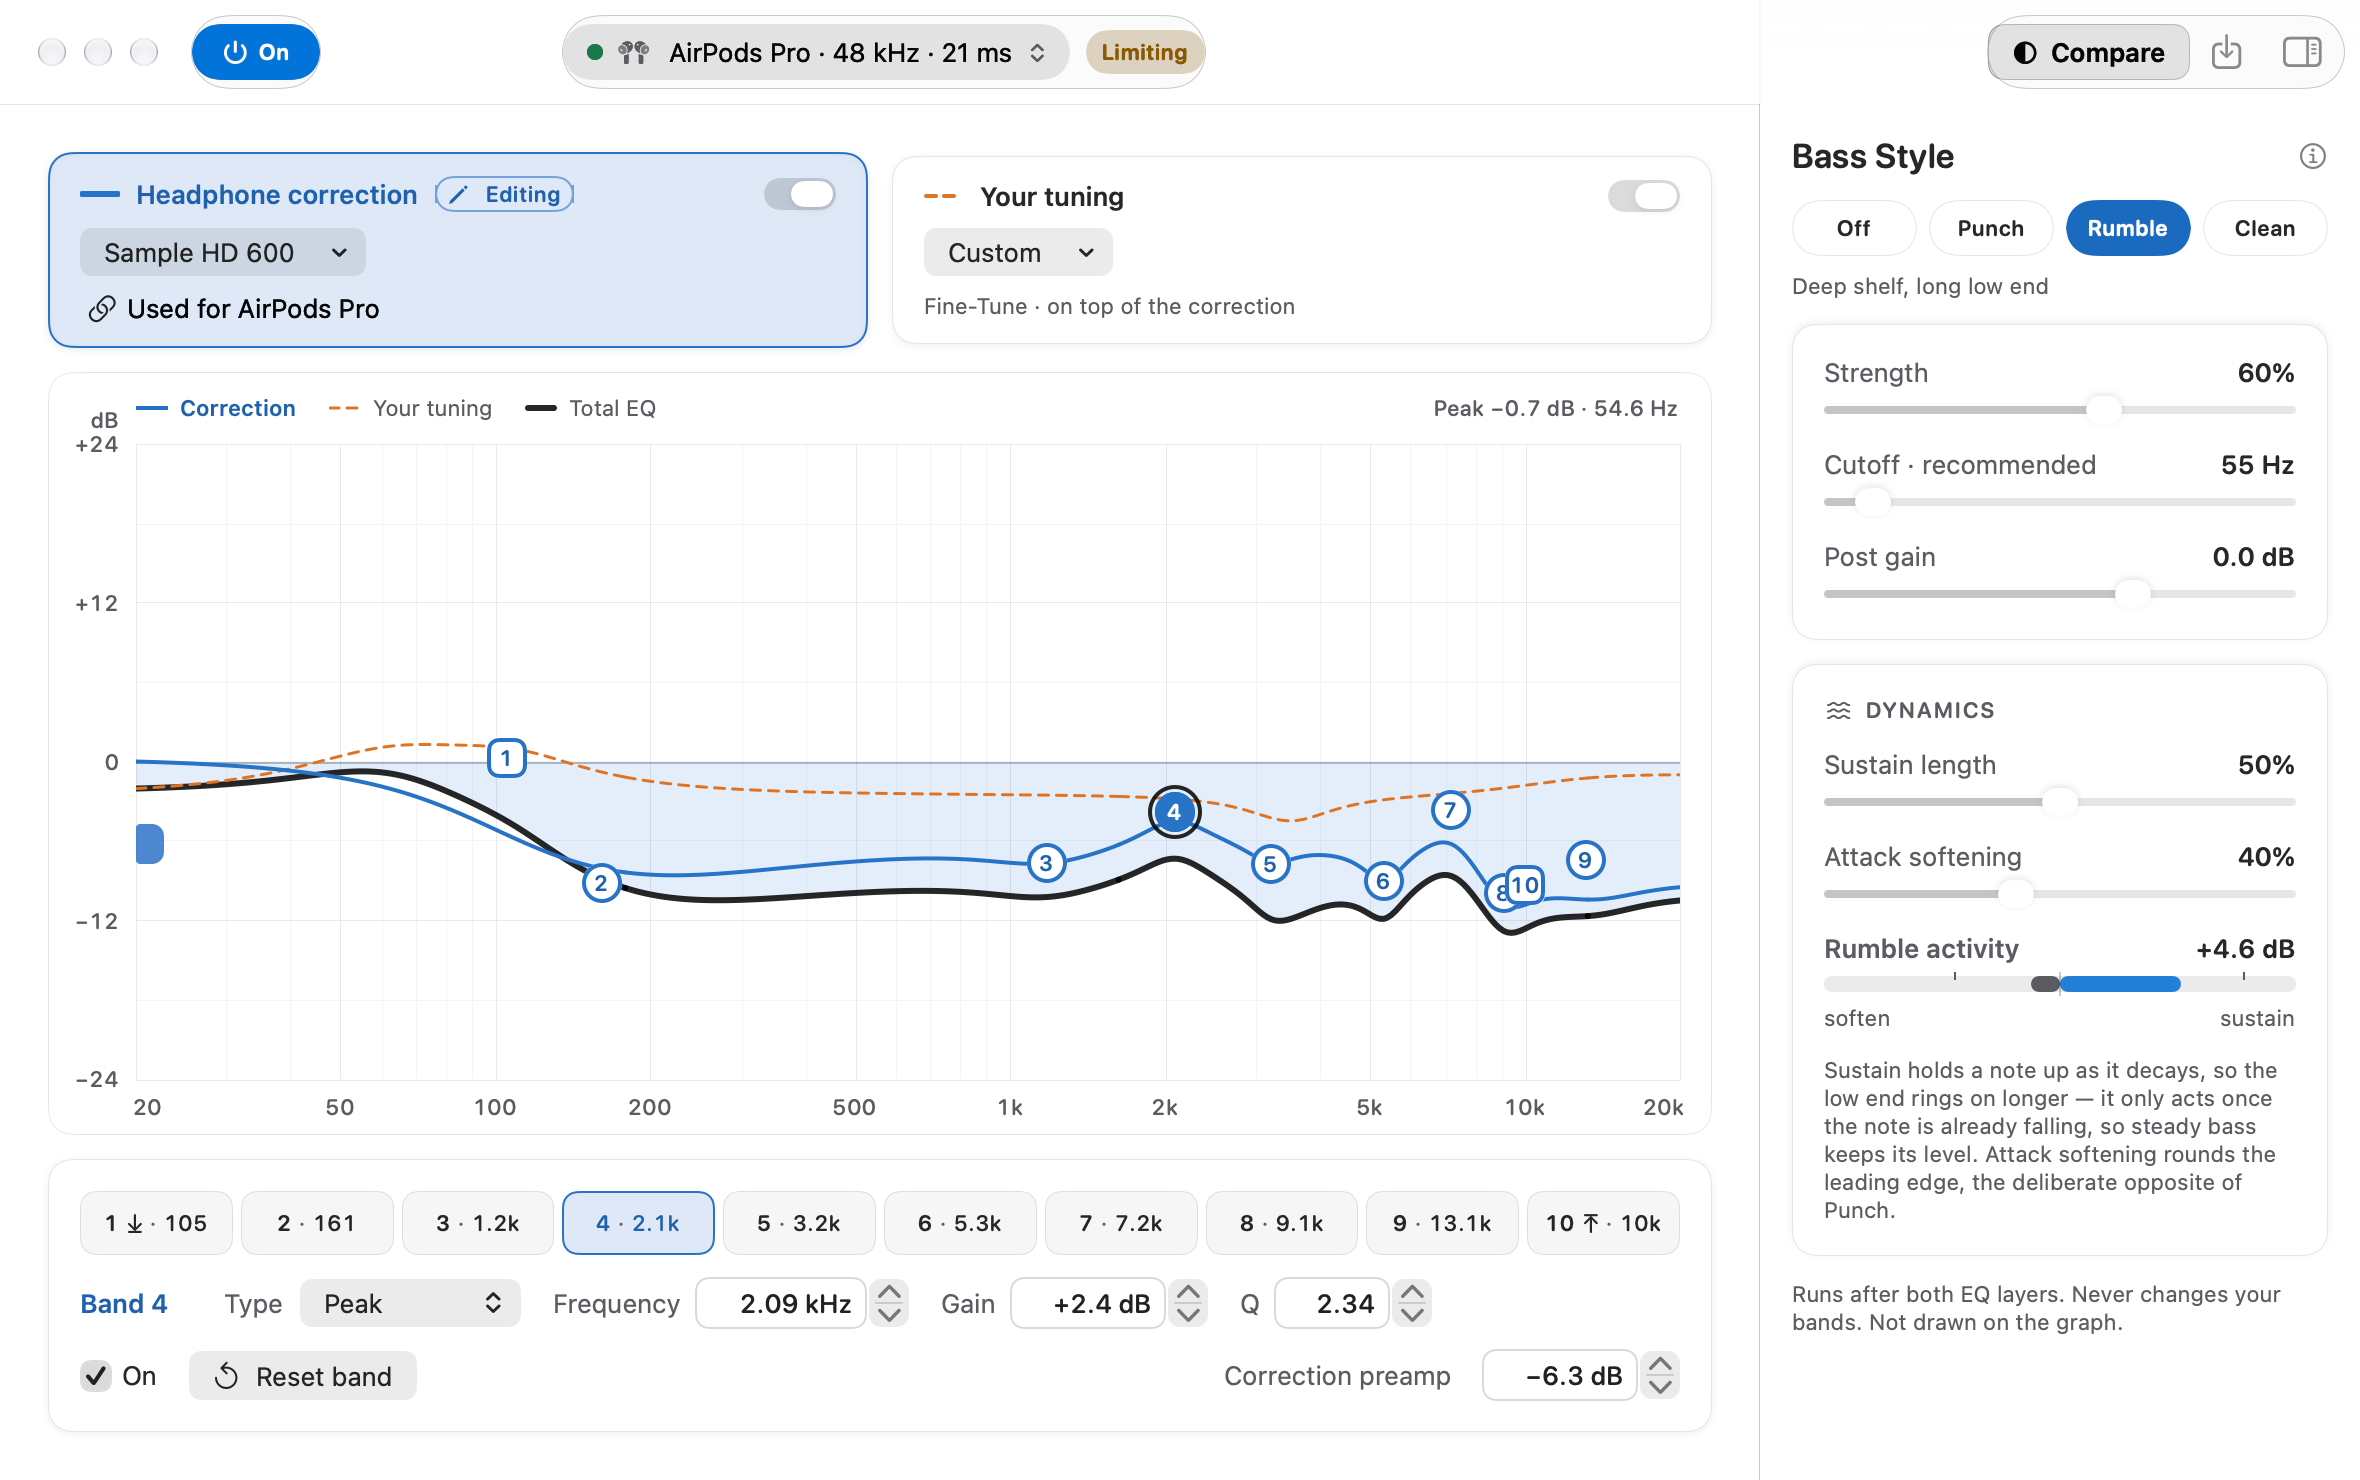 On
AirPods Pro · 48 kHz · 21 ms
Limiting
Compare
Headphone correction
Editing
Sample HD 600
Used for AirPods Pro
Your tuning
Custom
Fine-Tune · on top of the correction
Correction
Your tuning
Total EQ
Peak −0.7 dB · 54.6 Hz
dB
+24
+12
0
−12
−24
1
2
3
4
5
6
7
8
10
9
20
50
100
200
500
1k
2k
5k
10k
20k
1 · 105
2 · 161
3 · 1.2k
4 · 2.1k
5 · 3.2k
6 · 5.3k
7 · 7.2k
8 · 9.1k
9 · 13.1k
10 · 10k
Band 4
Type
Peak
Frequency
2.09 kHz
Gain
+2.4 dB
Q
2.34
On
Reset band
Correction preamp
−6.3 dB
Bass Style
Off
Punch
Rumble
Clean
Deep shelf, long low end
Strength
60%
Cutoff · recommended
55 Hz
Post gain
0.0 dB
DYNAMICS
Sustain length
50%
Attack softening
40%
Rumble activity
+4.6 dB
soften
sustain
Sustain holds a note up as it decays, so the
low end rings on longer — it only acts once
the note is already falling, so steady bass
keeps its level. Attack softening rounds the
leading edge, the deliberate opposite of
Punch.
Runs after both EQ layers. Never changes your
bands. Not drawn on the graph.